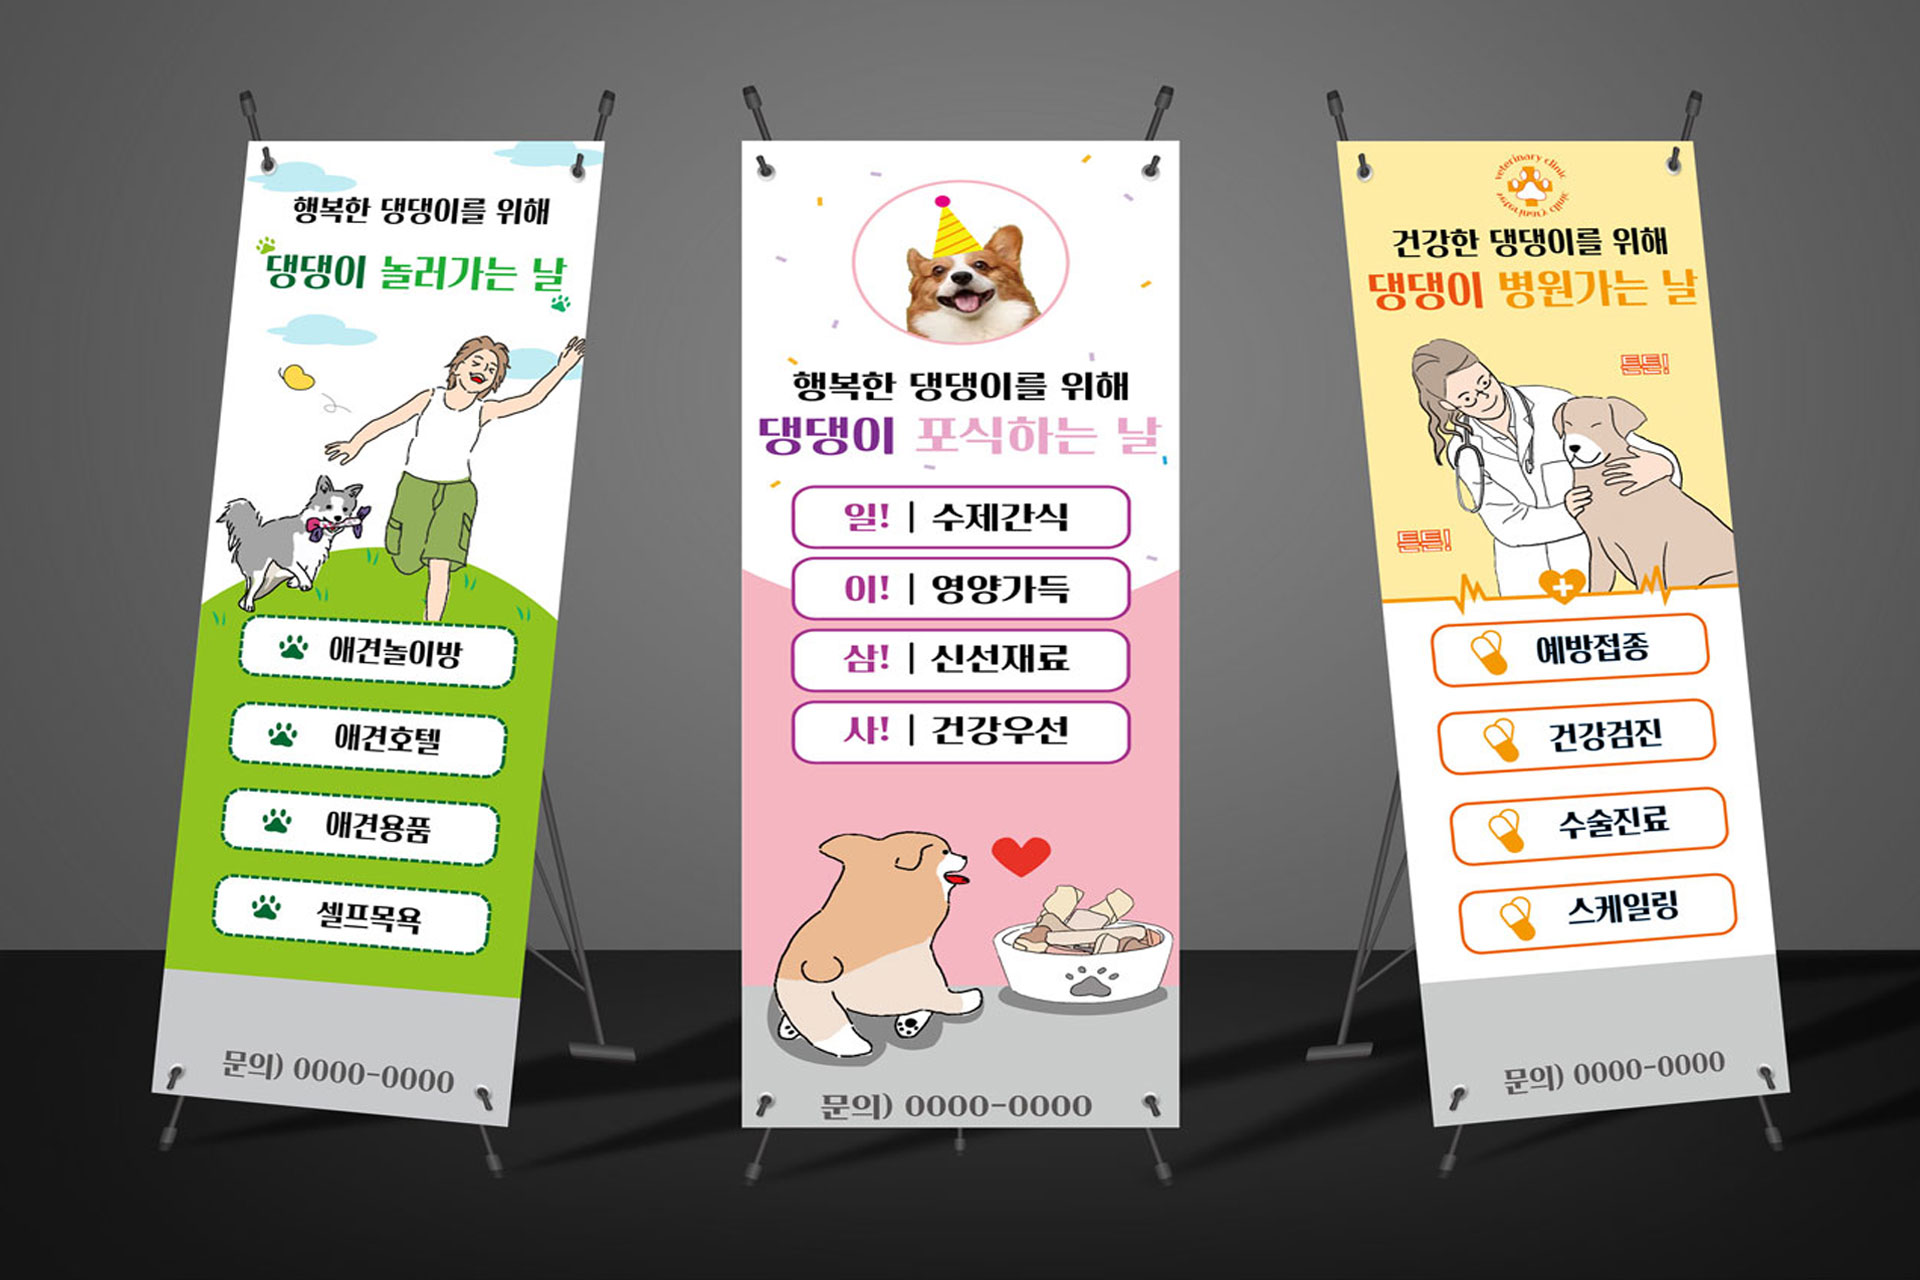 행복한 댕댕이를 위해
댕댕이 놀러가는 날
애견놀이방
애견호텔
애견용품
셀프목욕
문의) 0000-0000
행복한 댕댕이를 위해
댕댕이 포식하는 날
일! | 수제간식
이! | 영양가득
삼! | 신선재료
사! | 건강우선
문의) 0000-0000
veterinary clinic
veterinary clinic
건강한 댕댕이를 위해
댕댕이 병원가는 날
튼튼!
튼튼!
예방접종
건강검진
수술진료
스케일링
문의) 0000-0000